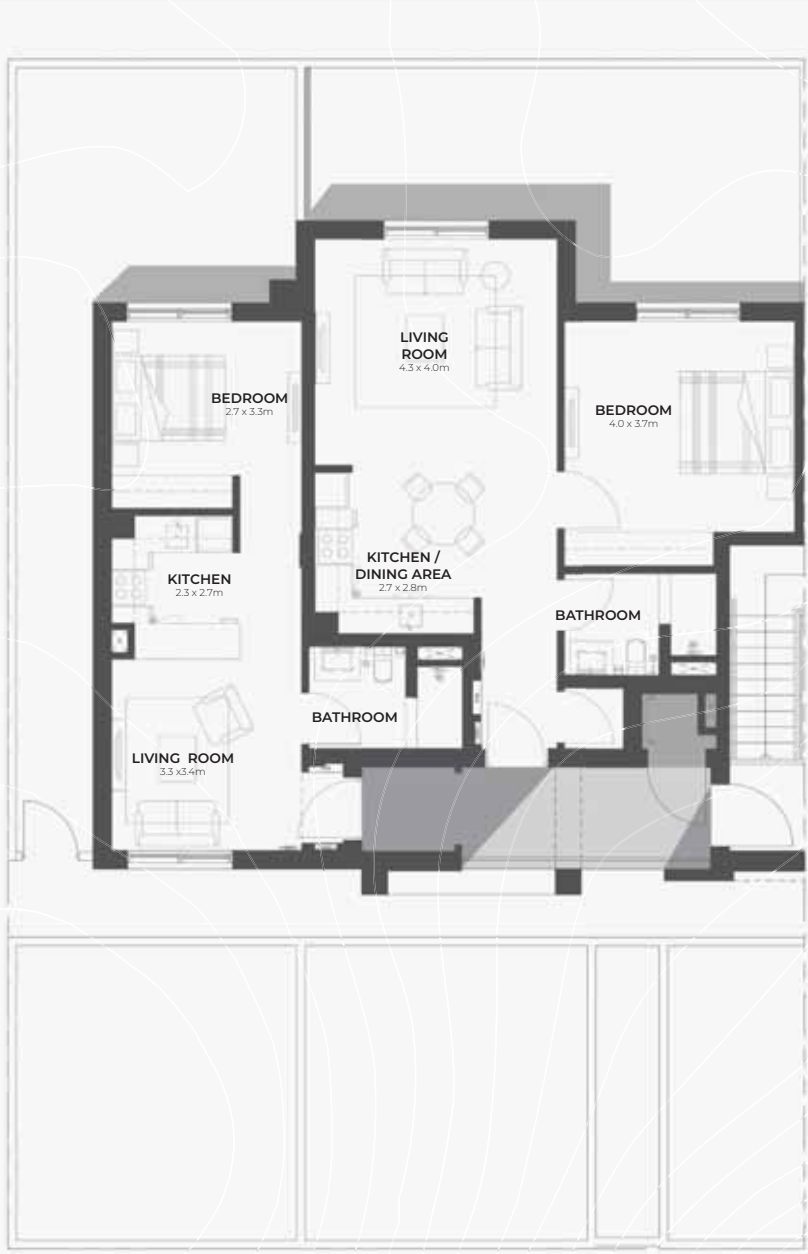 LIVING
ROOM
4.3 x 4.0m
BEDROOM
2.7 x 3.3m
BEDROOM
4.0 x 3.7m
KITCHEN /
DINING AREA
2.7 x 2.8m
KITCHEN
2.3 x 2.7m
BATHROOM
BATHROOM
LIVING ROOM
3.3 x3.4m